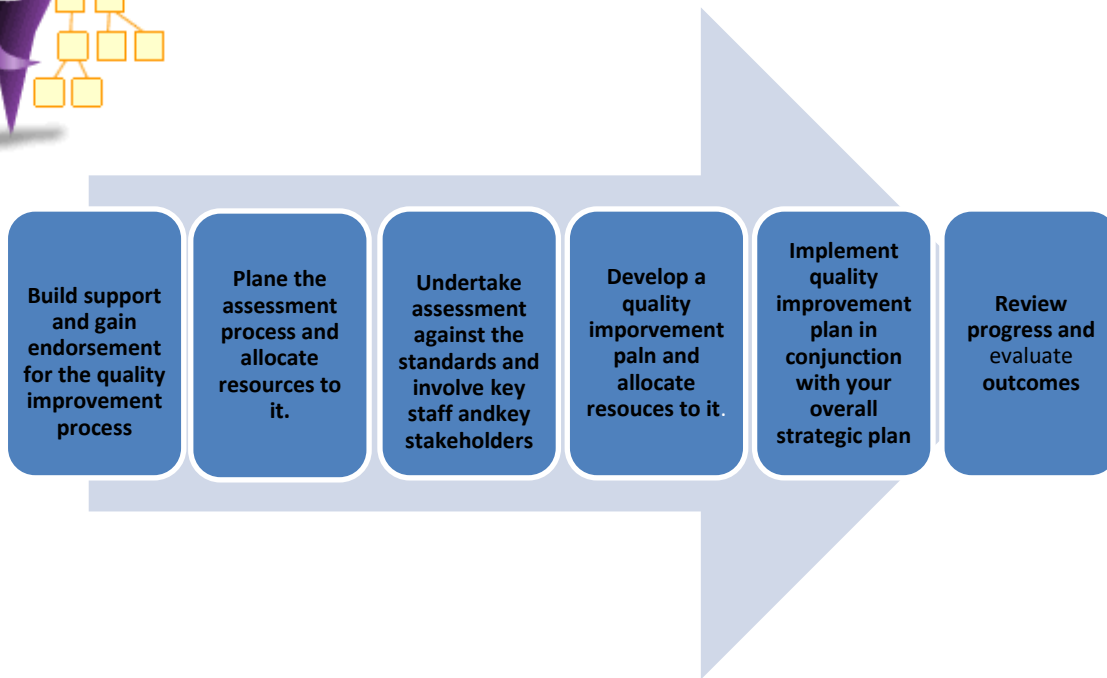 Build support
and gain
endorsement
for the quality
improvement
process
Plane the
assessment
process and
allocate
resources to
it.
Undertake
assessment
against the
standards and
involve key
staff andkey
stakeholders
Develop a
quality
imporvement
paln and
allocate
resouces to it.
Implement
quality
improvement
plan in
conjunction
with your
overall
strategic plan
Review
progress and
evaluate
outcomes